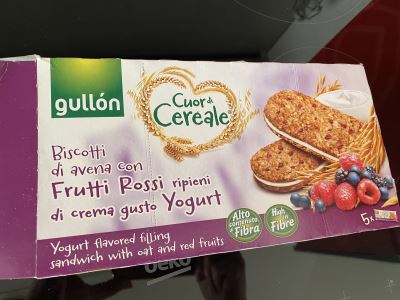 gullón
Cuor di
Cereale
Biscotti
di avena con
Frutti Rossi ripieni
di crema gusto Yogurt
Alto
contenuto
di Fibra
High
in
Fibre
5x
Yogurt flavored filling
sandwich with oat and red fruits